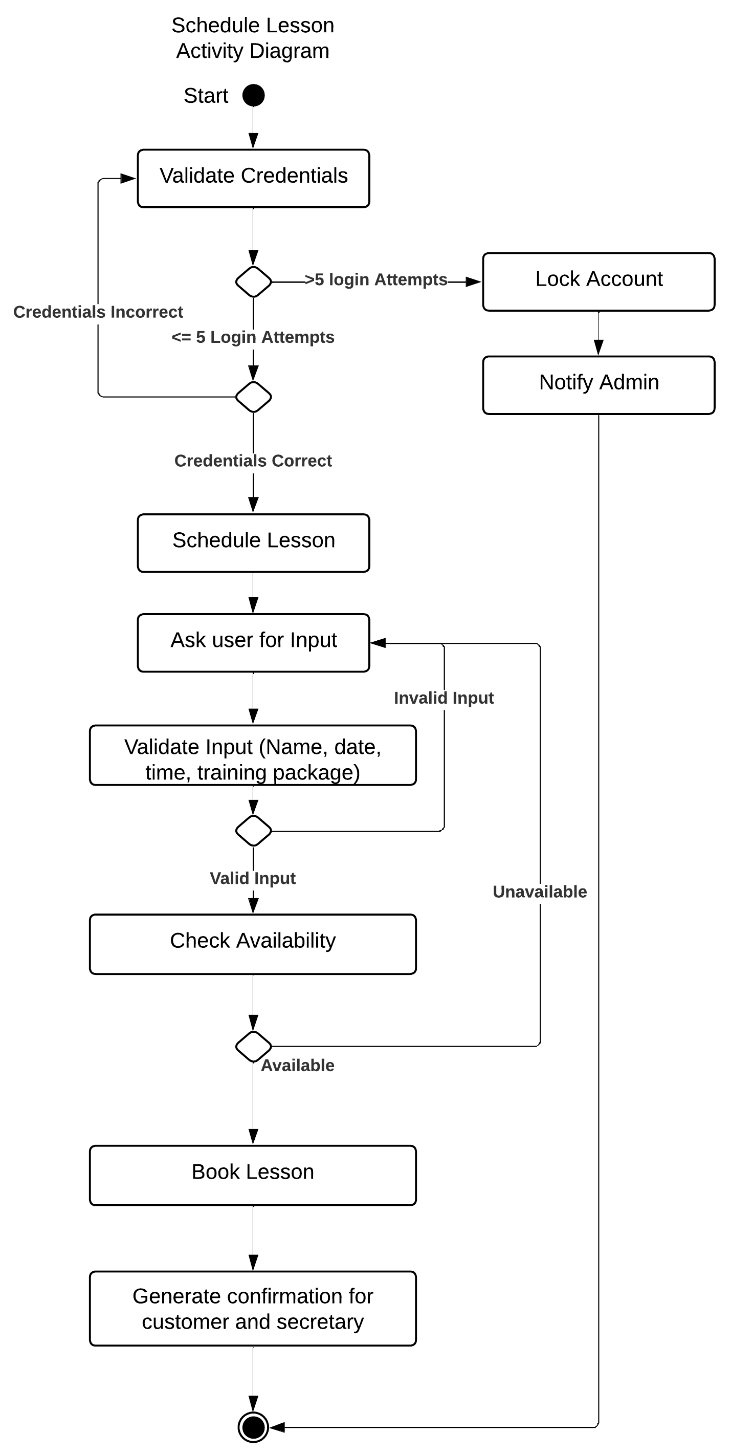 Schedule Lesson
Activity Diagram
Start
Validate Credentials
>5 login Attempts
Lock Account
Credentials Incorrect
<= 5 Login Attempts
Notify Admin
Credentials Correct
Schedule Lesson
Ask user for Input
Invalid Input
Validate Input (Name, date,
time, training package)
Valid Input
Unavailable
Check Availability
Available
Book Lesson
Generate confirmation for
customer and secretary